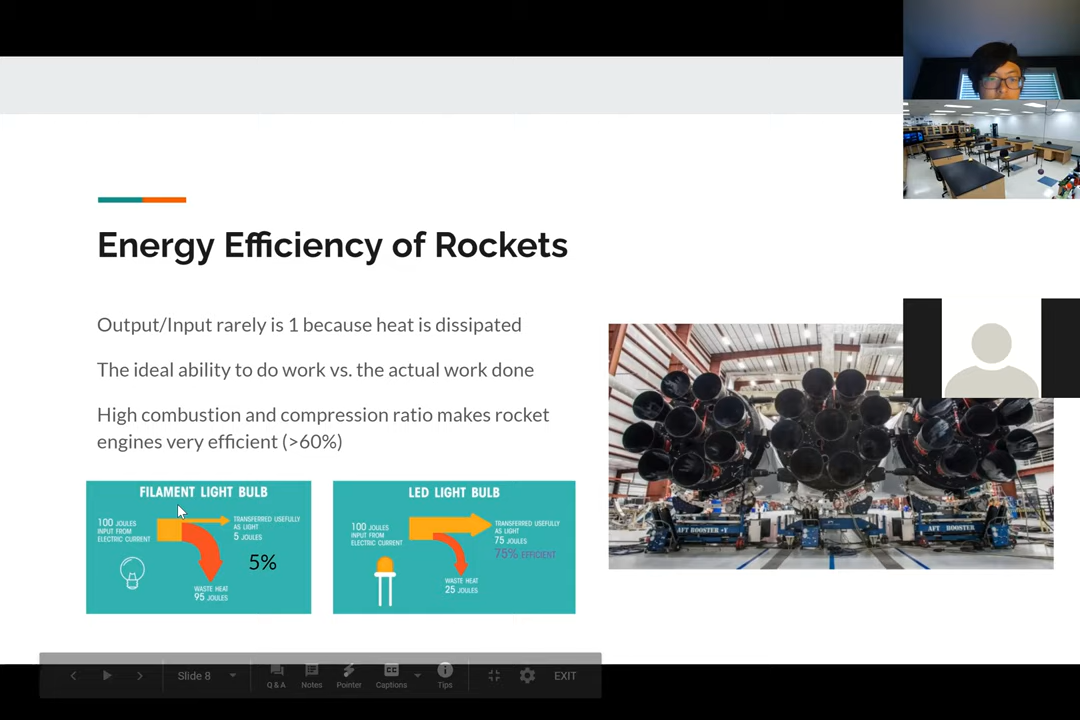 Energy Efficiency of Rockets
Output/Input rarely is 1 because heat is dissipated
The ideal ability to do work vs. the actual work done
High combustion and compression ratio makes rocket
engines very efficient (>60%)
FILAMENT LIGHT BULB
100 JOULES
INPUT FROM
ELECTRIC CURRENT
TRANSFERRED USEFULLY
AS LIGHT
5 JOULES
5%
WASTE HEAT
95 JOULES
LED LIGHT BULB
100 JOULES
INPUT FROM
ELECTRIC CURRENT
TRANSFERRED USEFULLY
AS LIGHT
75 JOULES
75% EFFICIENT
WASTE HEAT
25 JOULES
AFT BOOSTER +Y
AFT BOOSTER
Slide 8
Q & A
Notes
Pointer
CC
Captions
Tips
EXIT